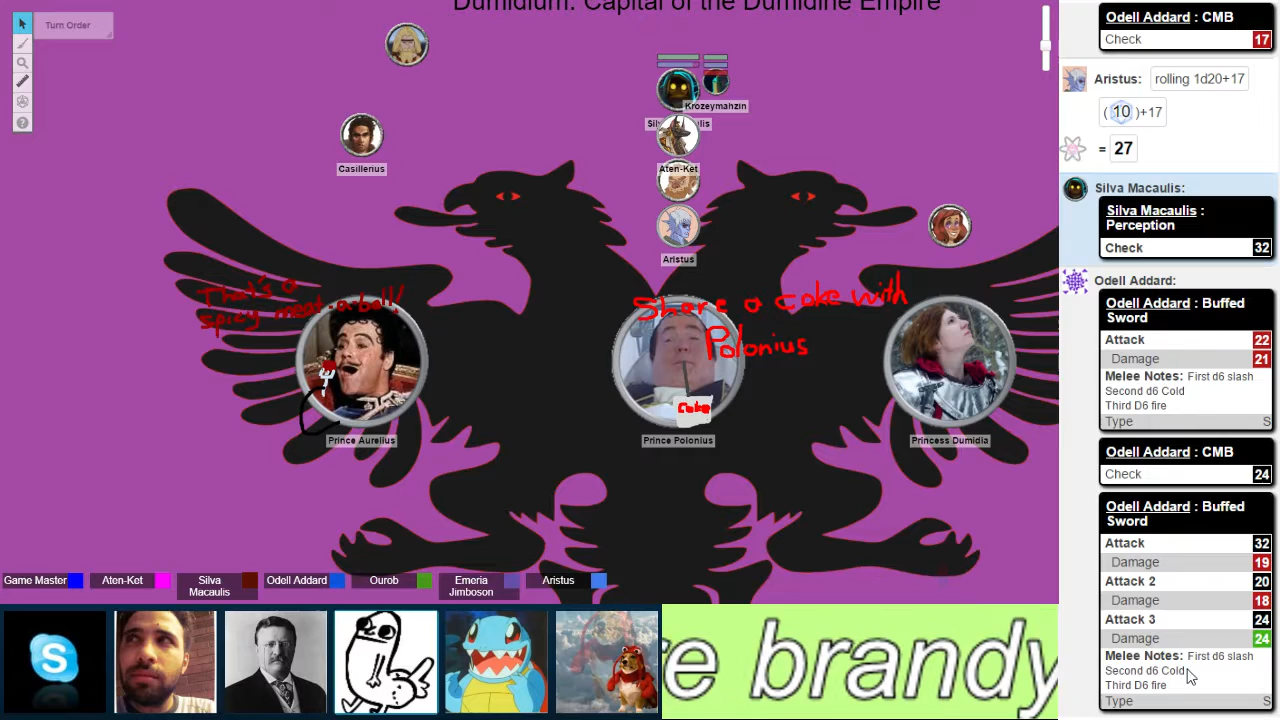 Dumidium: Capital of the Dumidine Empire
Turn Order
Krozeymahzin
Casillerius
Aten-Ket
Aristus
That's a
spicy meat-a-ball!
Share a coke with
Polonius
Coke
Prince Aurelius
Prince Polonius
Princess Dumidia
Game Master
Aten-Ket
Silva
Macaulis
Odell Addard
Ourob
Emeria
Jimboson
Aristus
S
e brandy
Odell Addard : CMB
Check 17
Aristus: rolling 1d20+17
(10)+17
= 27
Silva Macaulis:
Silva Macaulis :
Perception
Check 32
Odell Addard:
Odell Addard : Buffed
Sword
Attack 22
Damage 21
Melee Notes: First d6 slash
Second d6 Cold
Third D6 fire
Type S
Odell Addard : CMB
Check 24
Odell Addard : Buffed
Sword
Attack 32
Damage 19
Attack 2 20
Damage 18
Attack 3 24
Damage 24
Melee Notes: First d6 slash
Second d6 Cold
Third D6 fire
Type S